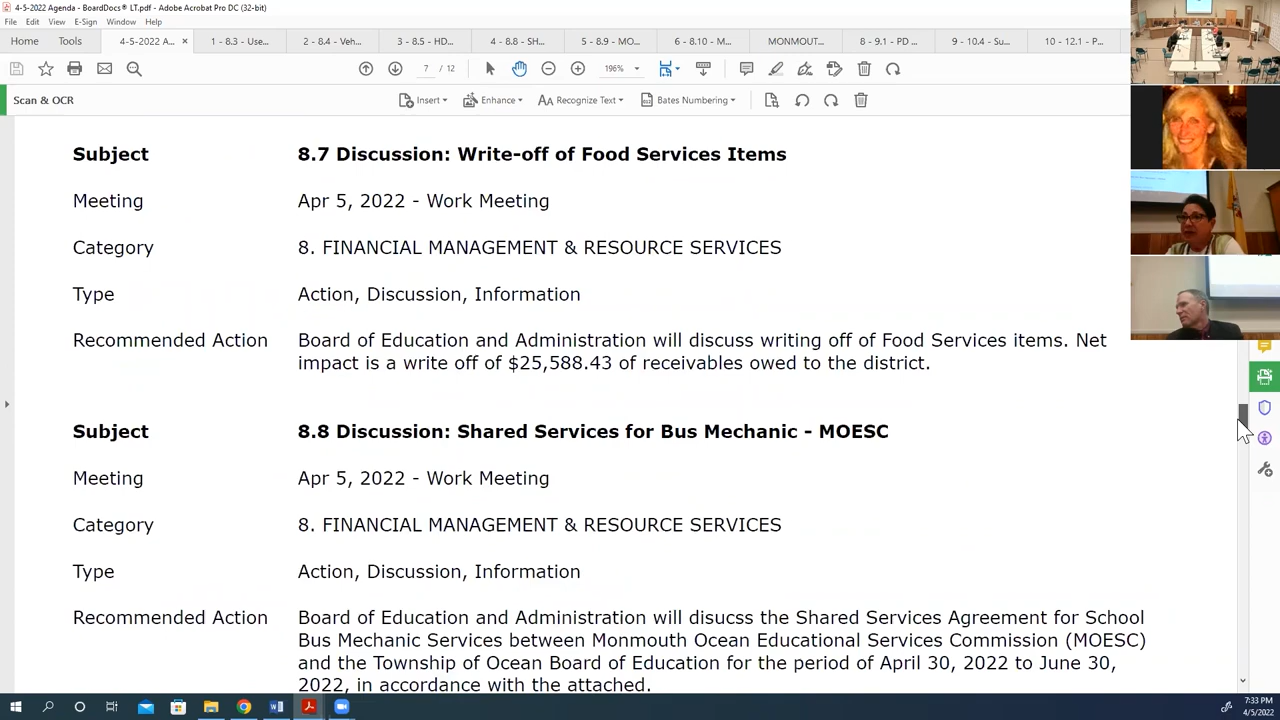 4-5-2022 Agenda - BoardDocs® LT.pdf - Adobe Acrobat Pro DC (32-bit)
File Edit View E-Sign Window Help
Home Tools 4-5-2022 A... × 1 - 8.3 - Use... 2 - 8.4 - Veh... 3 - 8.5 - HD... 4 - 8.8 - SH... 5 - 8.9 - MO... 6 - 8.10 - M... MONMOUT... 8 - 9.1 - PD ... 10.4 - Su... 10 - 12.1 - P...
7 / 12 196%
Scan & OCR Insert Enhance Recognize Text Bates Numbering
Subject 8.7 Discussion: Write-off of Food Services Items
Meeting Apr 5, 2022 - Work Meeting
Category 8. FINANCIAL MANAGEMENT & RESOURCE SERVICES
Type Action, Discussion, Information
Recommended Action Board of Education and Administration will discuss writing off of Food Services items. Net
impact is a write off of $25,588.43 of receivables owed to the district.
Subject 8.8 Discussion: Shared Services for Bus Mechanic - MOESC
Meeting Apr 5, 2022 - Work Meeting
Category 8. FINANCIAL MANAGEMENT & RESOURCE SERVICES
Type Action, Discussion, Information
Recommended Action Board of Education and Administration will disucss the Shared Services Agreement for School
Bus Mechanic Services between Monmouth Ocean Educational Services Commission (MOESC)
and the Township of Ocean Board of Education for the period of April 30, 2022 to June 30,
2022, in accordance with the attached.
7:33 PM
4/5/2022